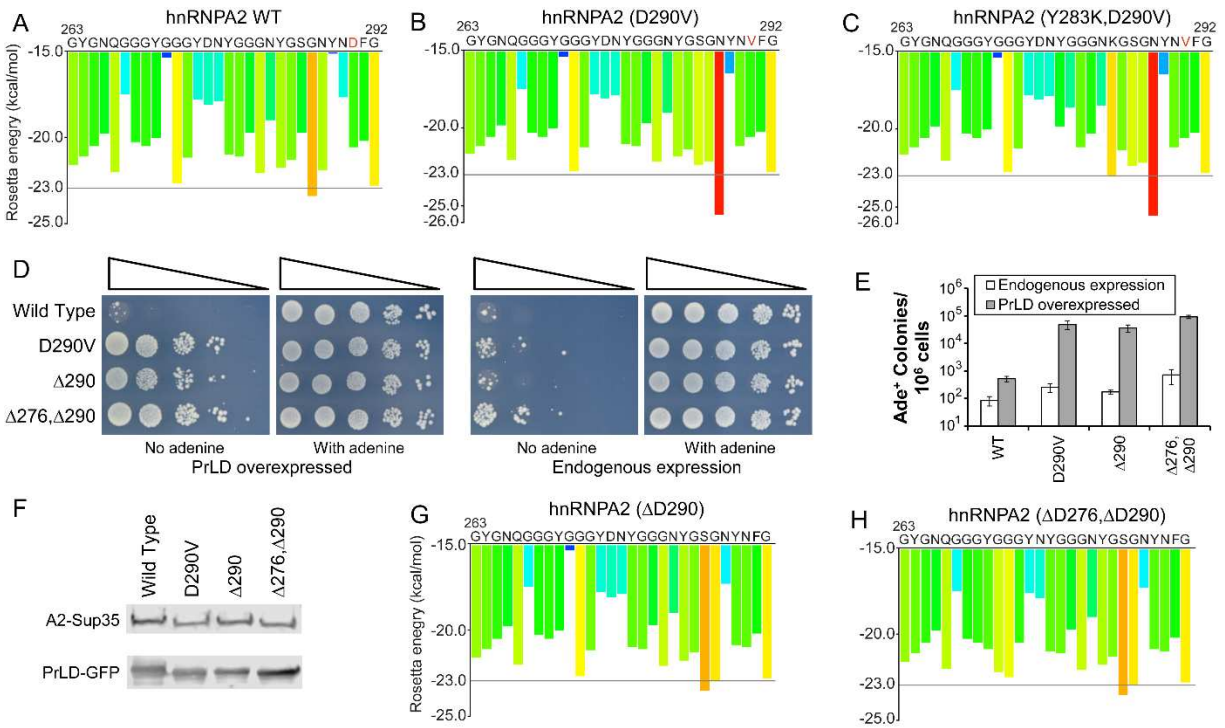 A
hnRNPA2 WT
263
292
GYGNQGGGYGGGYDNYGGGNYGSGNYNDFG
Rosetta enegry (kcal/mol)
-15.0
-20.0
-23.0
-25.0
B
hnRNPA2 (D290V)
263
292
GYGNQGGGYGGGYDNYGGGNYGSGNYNVFG
-15.0
-20.0
-23.0
-25.0
-26.0
C
hnRNPA2 (Y283K,D290V)
263
292
GYGNQGGGYGGGYDNYGGGNKGSGNYNVFG
-15.0
-20.0
-23.0
-25.0
-26.0
D
Wild Type
D290V
Δ290
Δ276,Δ290
No adenine
With adenine
PrLD overexpressed
No adenine
With adenine
Endogenous expression
E
Endogenous expression
PrLD overexpressed
Ade+ Colonies/
10^6 cells
10^6
10^5
10^4
10^3
10^2
10^1
WT
D290V
Δ290
Δ276,
Δ290
F
Wild Type
D290V
Δ290
Δ276,Δ290
A2-Sup35
PrLD-GFP
G
hnRNPA2 (ΔD290)
263
GYGNQGGGYGGGYDNYGGGNYGSGNYNFG
Rosetta enegry (kcal/mol)
-15.0
-20.0
-23.0
-25.0
H
hnRNPA2 (ΔD276,ΔD290)
263
GYGNQGGGYGGGYNYGGGNYGSGNYNFG
-15.0
-20.0
-23.0
-25.0